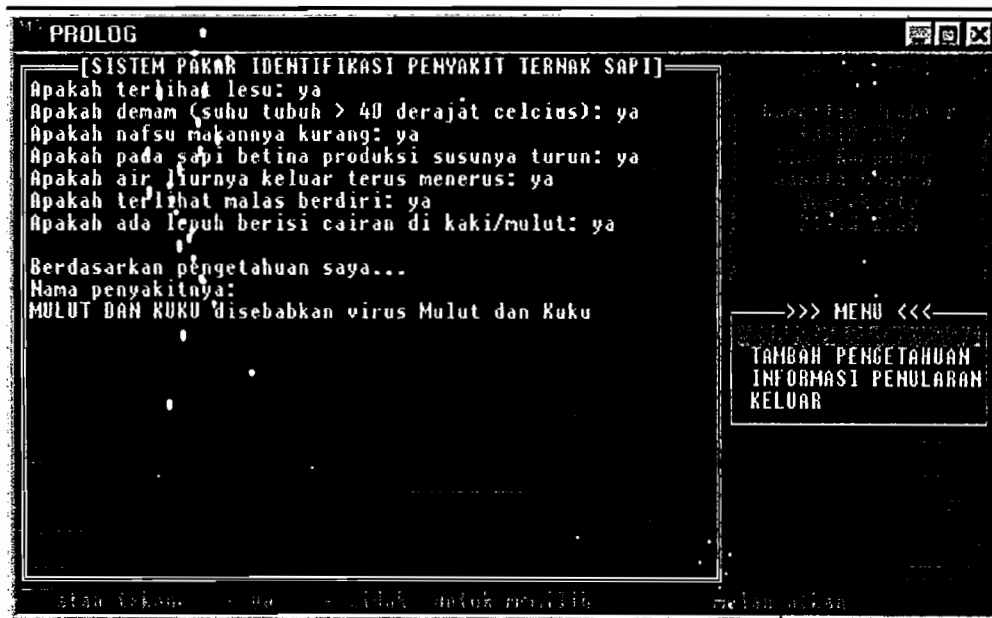 PROLOG
[SISTEM PAKAR IDENTIFIKASI PENYAKIT TERNAK SAPI]
Apakah terlihat lesu: ya
Apakah demam (suhu tubuh > 40 derajat celcius): ya
Apakah nafsu makannya kurang: ya
Apakah pada sapi betina produksi susunya turun: ya
Apakah air liurnya keluar terus menerus: ya
Apakah terlihat malas berdiri: ya
Apakah ada lepuh berisi cairan di kaki/mulut: ya
Berdasarkan pengetahuan saya...
Nama penyakitnya:
MULUT DAN KUKU disebabkan virus Mulut dan Kuku
>>> MENU <<<
TAMBAH PENGETAHUAN
INFORMASI PENULARAN
KELUAR